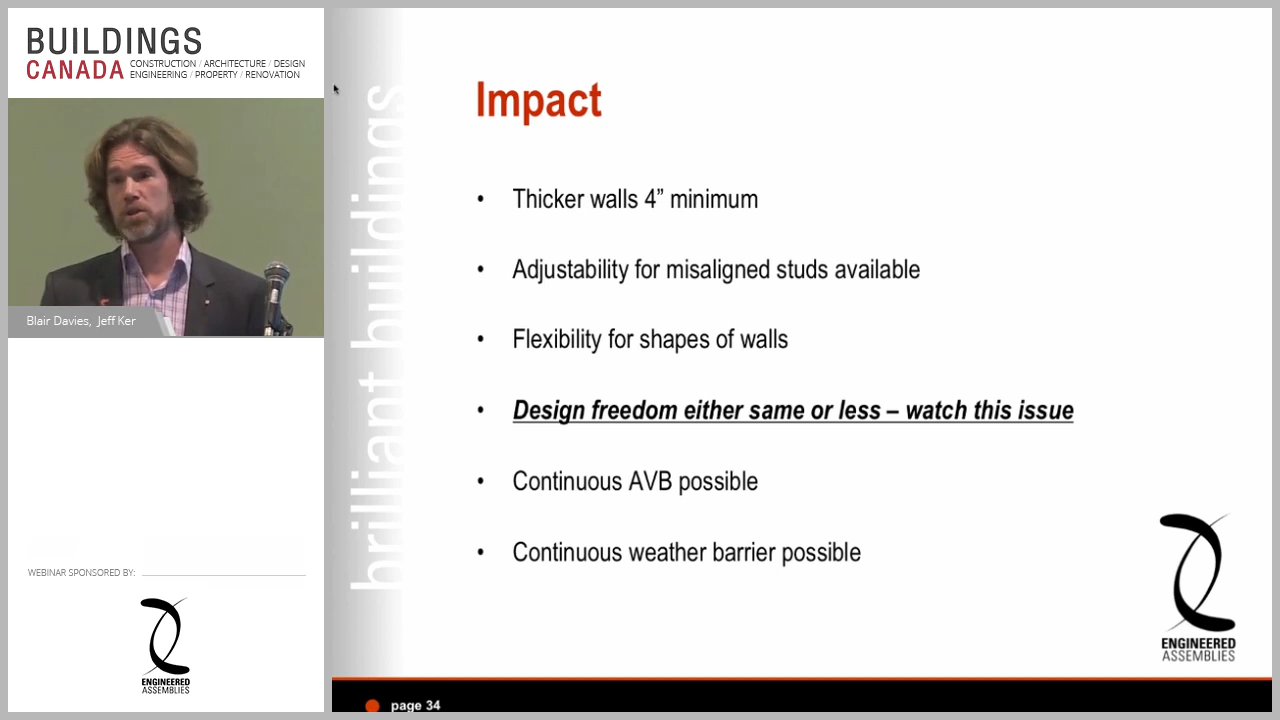 BUILDINGS
CANADA
CONSTRUCTION / ARCHITECTURE / DESIGN
ENGINEERING / PROPERTY / RENOVATION
Blair Davies, Jeff Ker
WEBINAR SPONSORED BY:
ENGINEERED
ASSEMBLIES
brilliant buildings
Impact
• Thicker walls 4” minimum
• Adjustability for misaligned studs available
• Flexibility for shapes of walls
• Design freedom either same or less – watch this issue
• Continuous AVB possible
• Continuous weather barrier possible
ENGINEERED
ASSEMBLIES
page 34